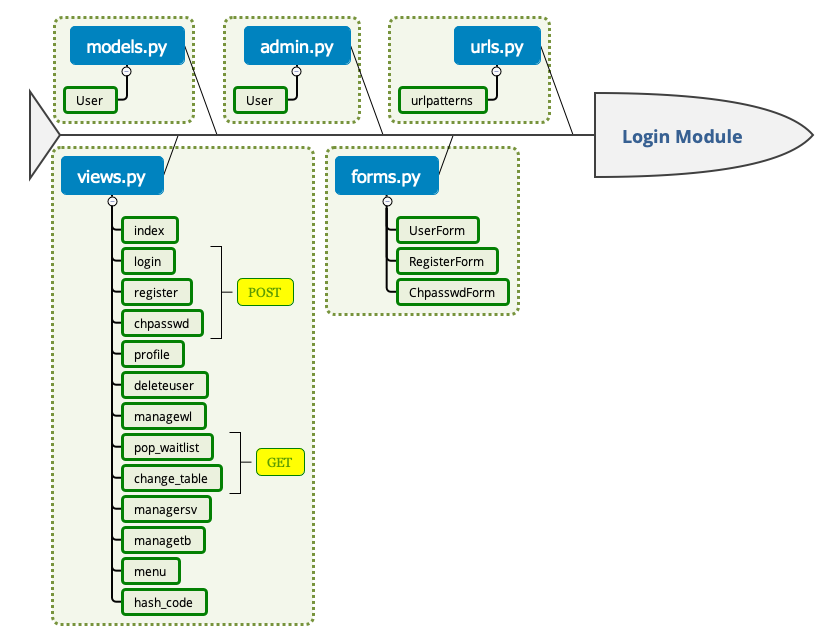 models.py
admin.py
urls.py
User
User
urlpatterns
Login Module
views.py
forms.py
index
login
register
chpasswd
POST
profile
deleteuser
managewl
pop_waitlist
change_table
GET
managersv
managetb
menu
hash_code
UserForm
RegisterForm
ChpasswdForm